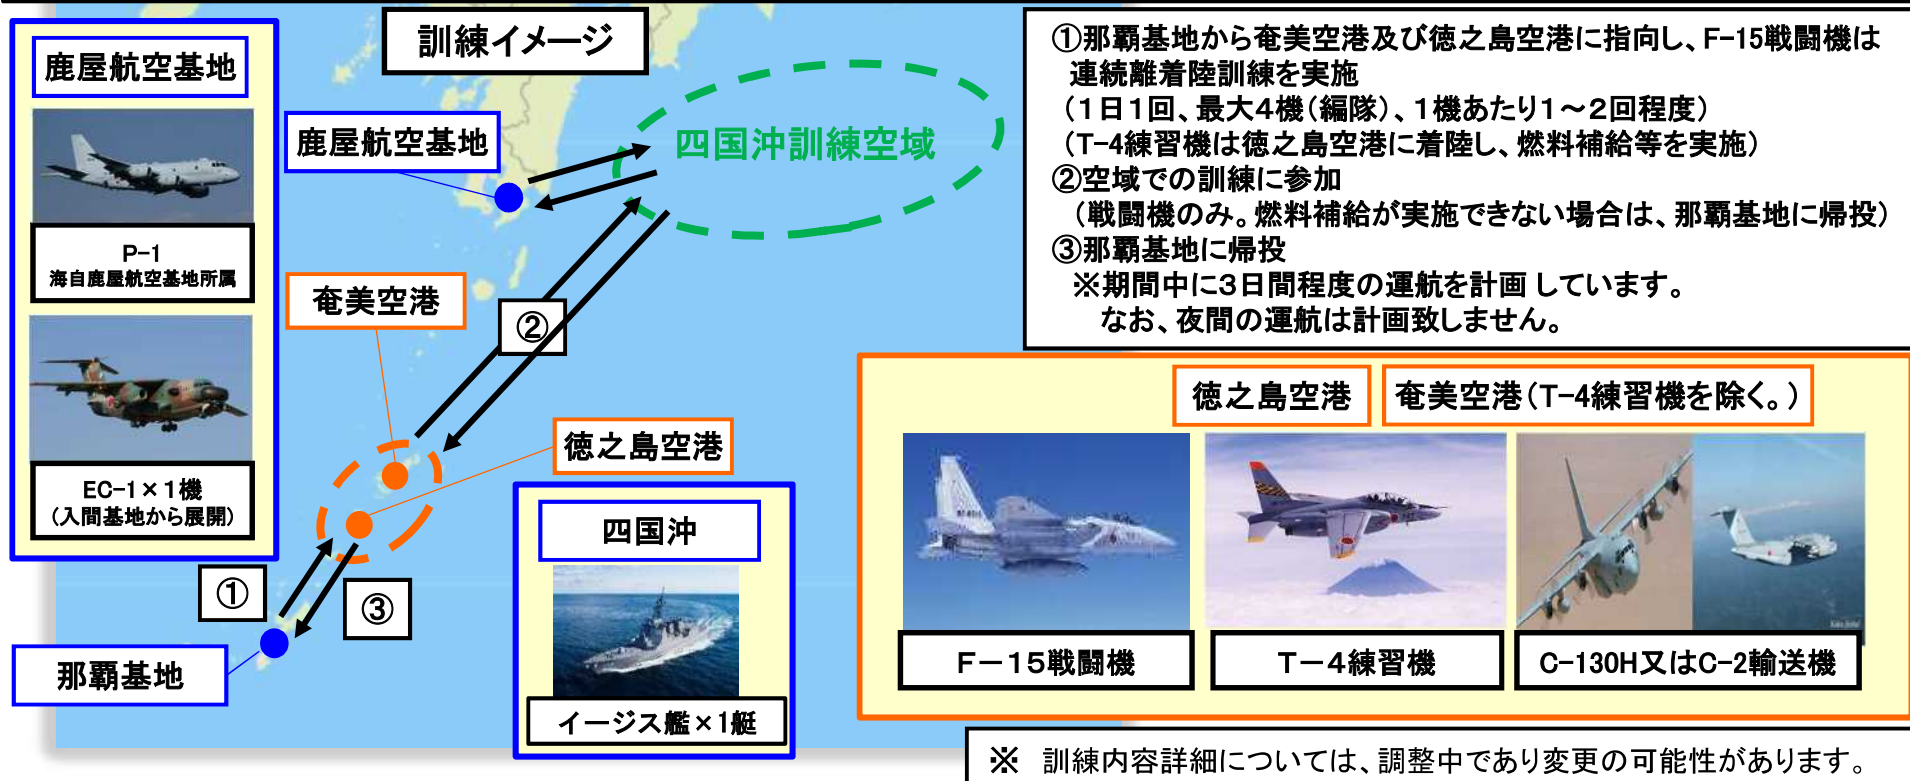 訓練イメージ
鹿屋航空基地
P-1
海自鹿屋航空基地所属
EC-1×1機
(入間基地から展開)
鹿屋航空基地
四国沖訓練空域
奄美空港
②
徳之島空港
①
③
那覇基地
四国沖
イージス艦×1艇
①那覇基地から奄美空港及び徳之島空港に指向し、F-15戦闘機は
連続離着陸訓練を実施
(1日1回、最大4機(編隊)、1機あたり1~2回程度)
(T-4練習機は徳之島空港に着陸し、燃料補給等を実施)
②空域での訓練に参加
(戦闘機のみ。燃料補給が実施できない場合は、那覇基地に帰投)
③那覇基地に帰投
※期間中に3日間程度の運航を計画しています。
なお、夜間の運航は計画致しません。
徳之島空港
奄美空港(T-4練習機を除く。)
F-15戦闘機
T-4練習機
C-130H又はC-2輸送機
※ 訓練内容詳細については、調整中であり変更の可能性があります。